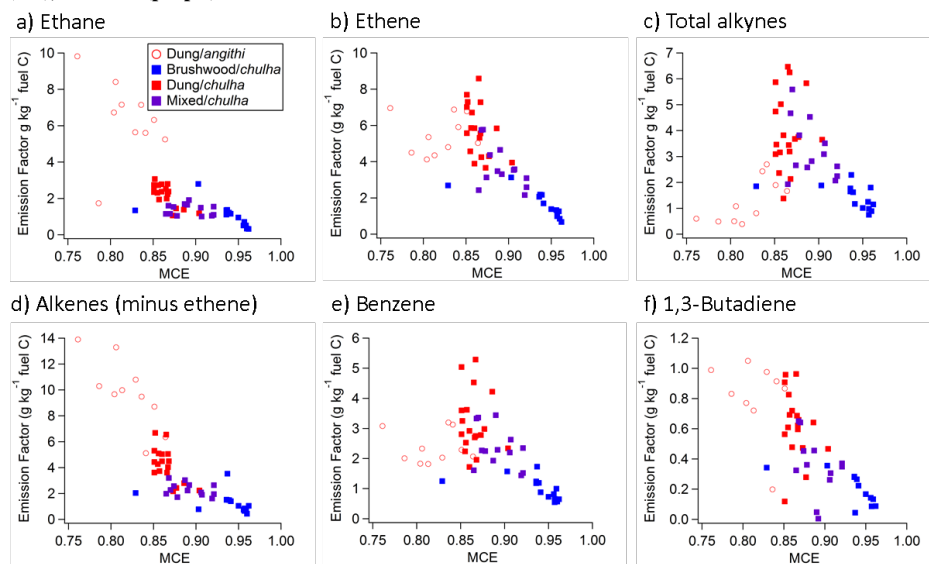 a) Ethane
Emission Factor g kg⁻¹ fuel C)
10
8
6
4
2
0
0.75 0.80 0.85 0.90 0.95 1.00
MCE
Dung/angithi
Brushwood/chulha
Dung/chulha
Mixed/chulha
b) Ethene
Emission Factor g kg⁻¹ fuel C)
10
8
6
4
2
0
0.75 0.80 0.85 0.90 0.95 1.00
MCE
c) Total alkynes
Emission Factor g kg⁻¹ fuel C)
7
6
5
4
3
2
1
0
0.75 0.80 0.85 0.90 0.95 1.00
MCE
d) Alkenes (minus ethene)
Emission Factor (g kg⁻¹ fuel C)
14
12
10
8
6
4
2
0
0.75 0.80 0.85 0.90 0.95 1.00
MCE
e) Benzene
Emission Factor (g kg⁻¹ fuel C)
6
5
4
3
2
1
0
0.75 0.80 0.85 0.90 0.95 1.00
MCE
f) 1,3-Butadiene
Emission Factor (g kg⁻¹ fuel C)
1.2
1.0
0.8
0.6
0.4
0.2
0.0
0.75 0.80 0.85 0.90 0.95 1.00
MCE